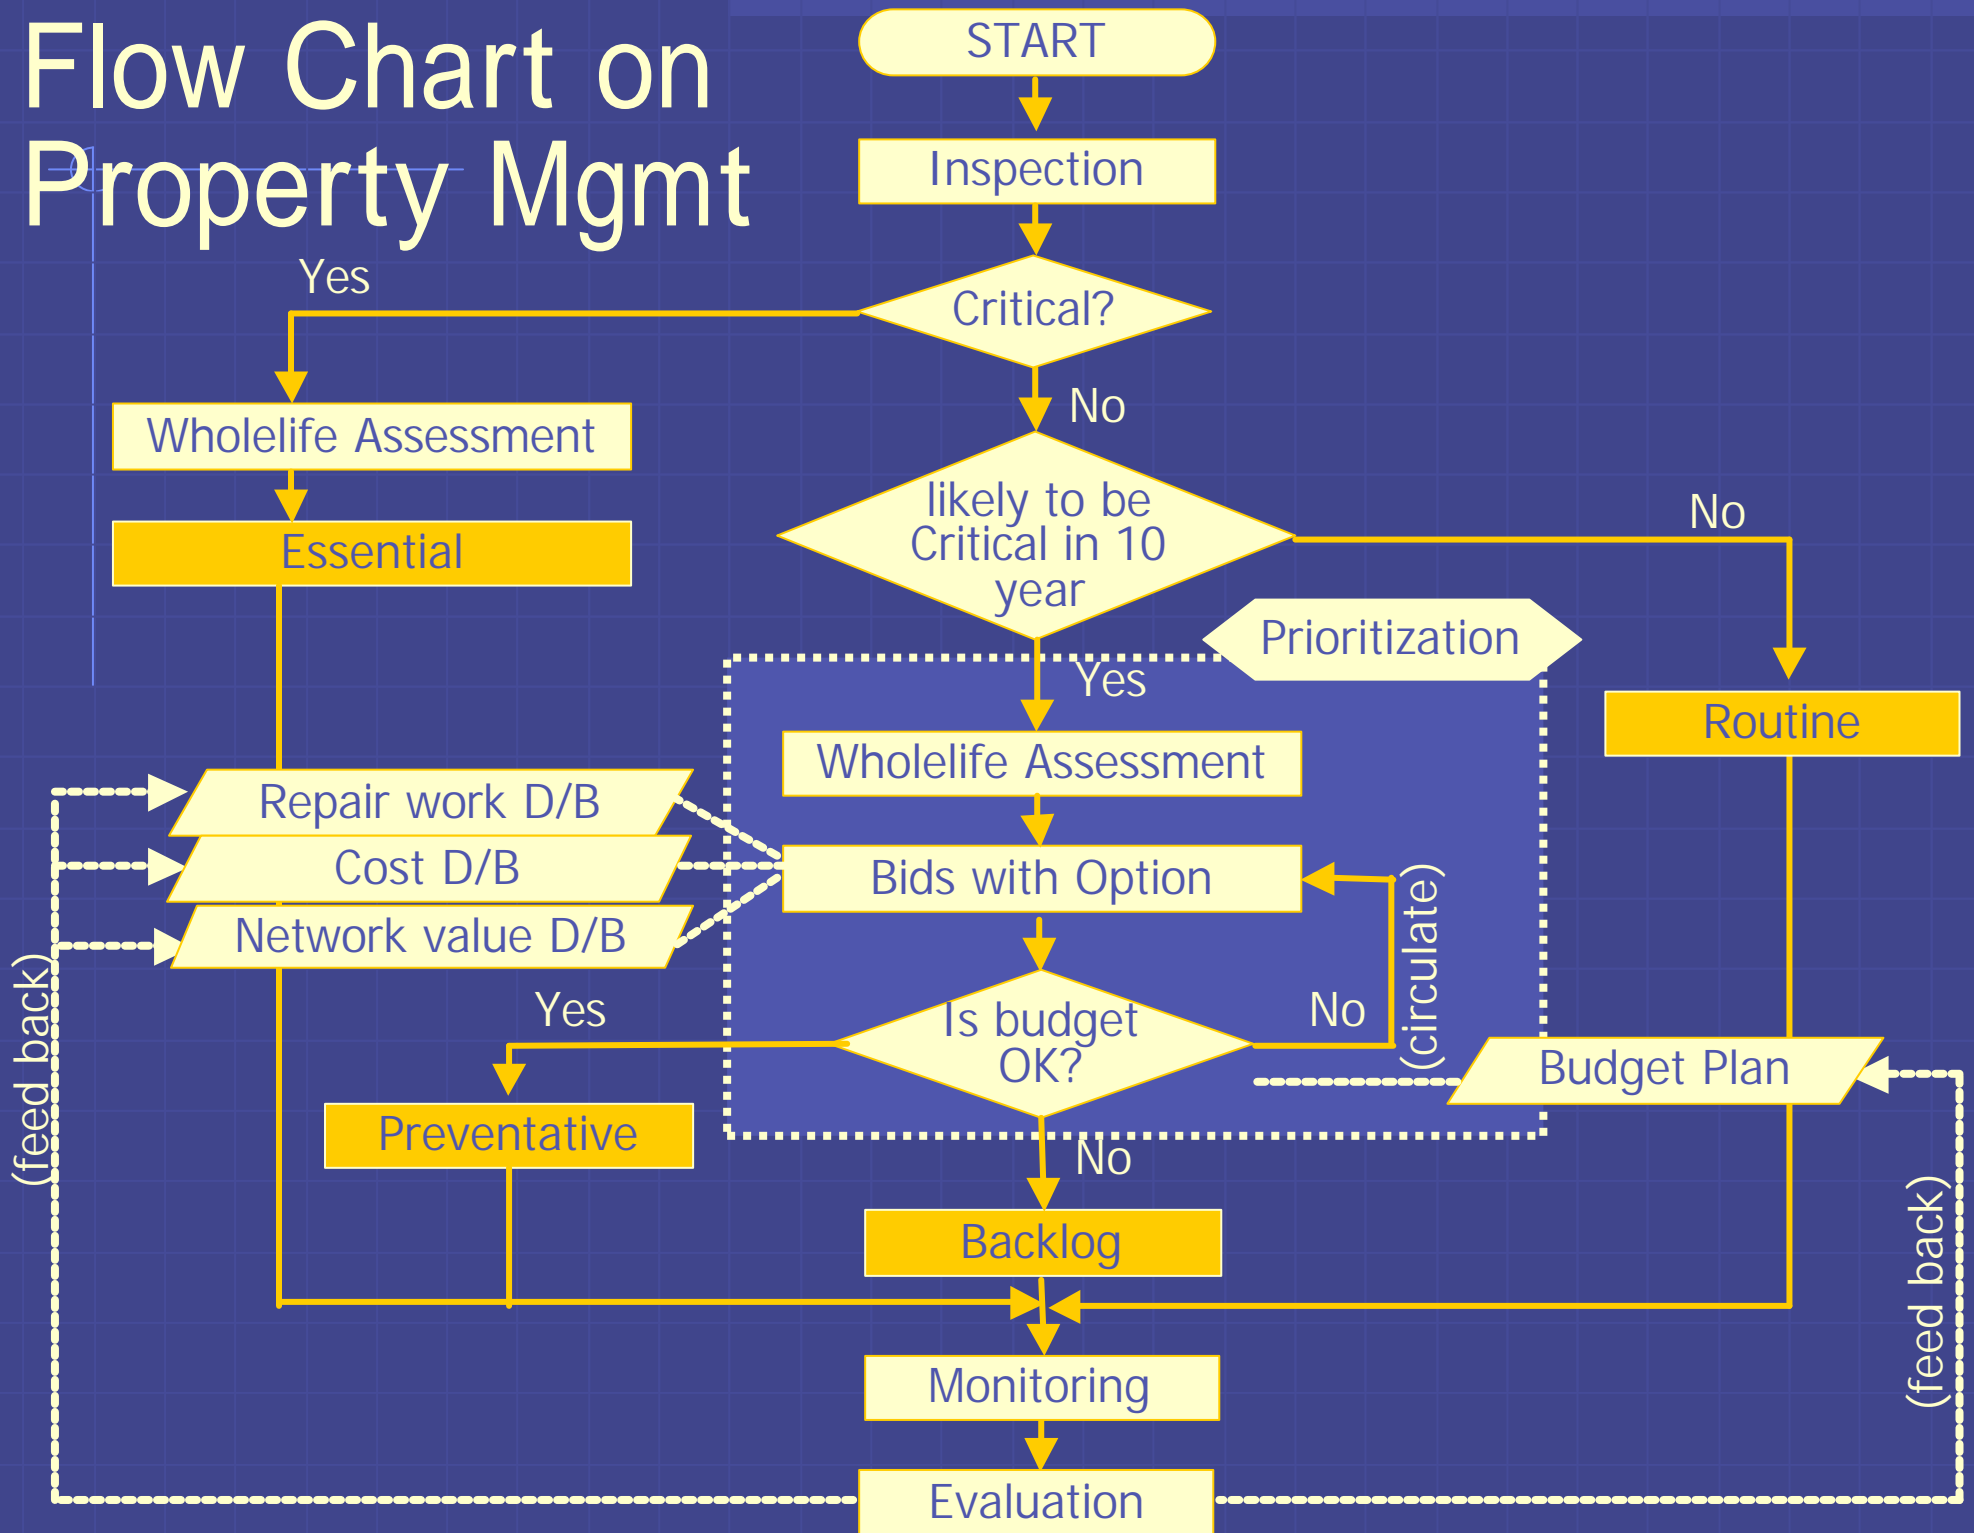 Flow Chart on
Property Mgmt
START
Inspection
Yes
Critical?
No
Wholelife Assessment
Essential
likely to be
Critical in 10
year
No
Prioritization
Yes
Routine
Wholelife Assessment
Repair work D/B
Cost D/B
Bids with Option
Network value D/B
(circulate)
(feed back)
Yes
Is budget
OK?
No
Budget Plan
Preventative
No
Backlog
(feed back)
Monitoring
Evaluation